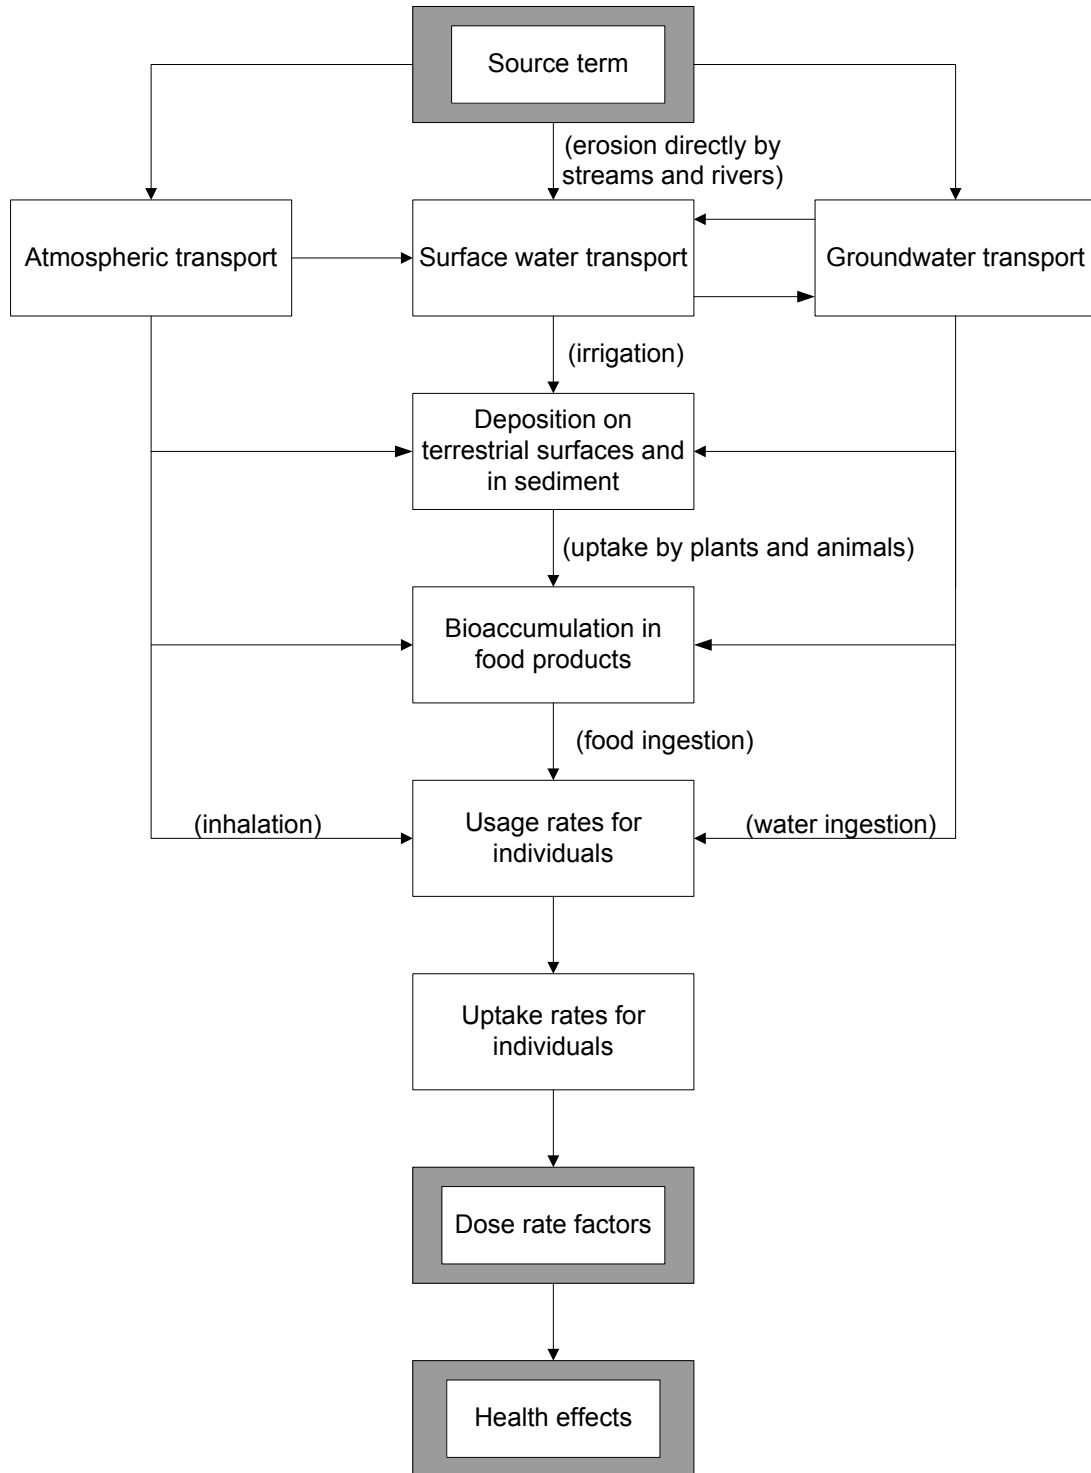 Source term
(erosion directly by
streams and rivers)
Atmospheric transport
Surface water transport
Groundwater transport
(irrigation)
Deposition on
terrestrial surfaces and
in sediment
(uptake by plants and animals)
Bioaccumulation in
food products
(food ingestion)
(inhalation)
Usage rates for
individuals
(water ingestion)
Uptake rates for
individuals
Dose rate factors
Health effects